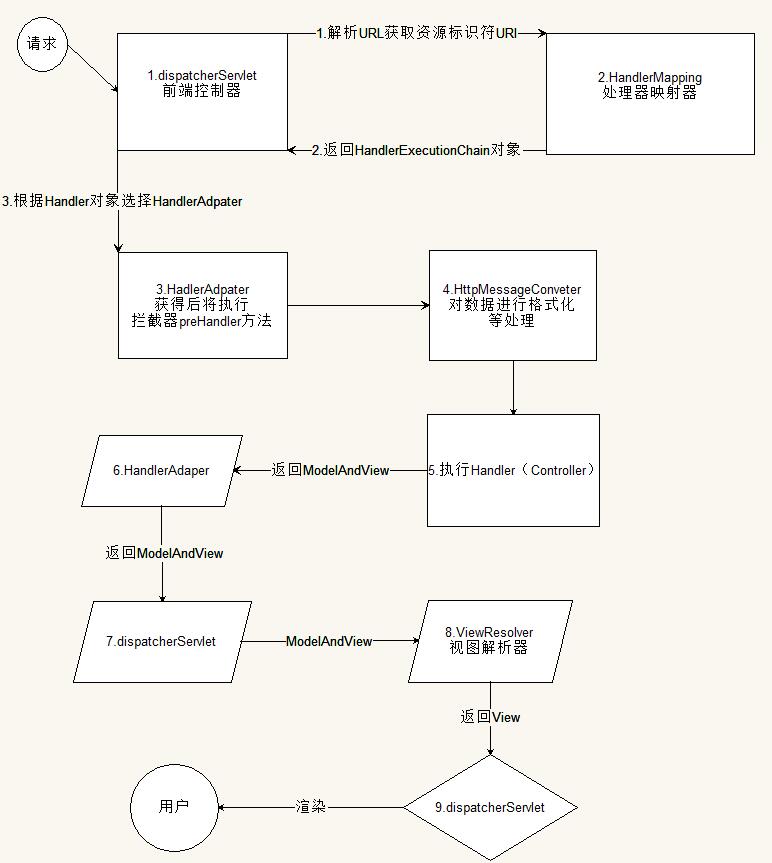 请求
1.解析URL获取资源标识符URI
1.dispatcherServlet
前端控制器
2.HandlerMapping
处理器映射器
2.返回HandlerExecutionChain对象
3.根据Handler对象选择HandlerAdpater
3.HadlerAdpater
获得后将执行
拦截器preHandler方法
4.HttpMessageConveter
对数据进行格式化
等处理
5.执行Handler（Controller）
返回ModelAndView
6.HandlerAdaper
返回ModelAndView
7.dispatcherServlet
ModelAndView
8.ViewResolver
视图解析器
返回View
9.dispatcherServlet
渲染
用户